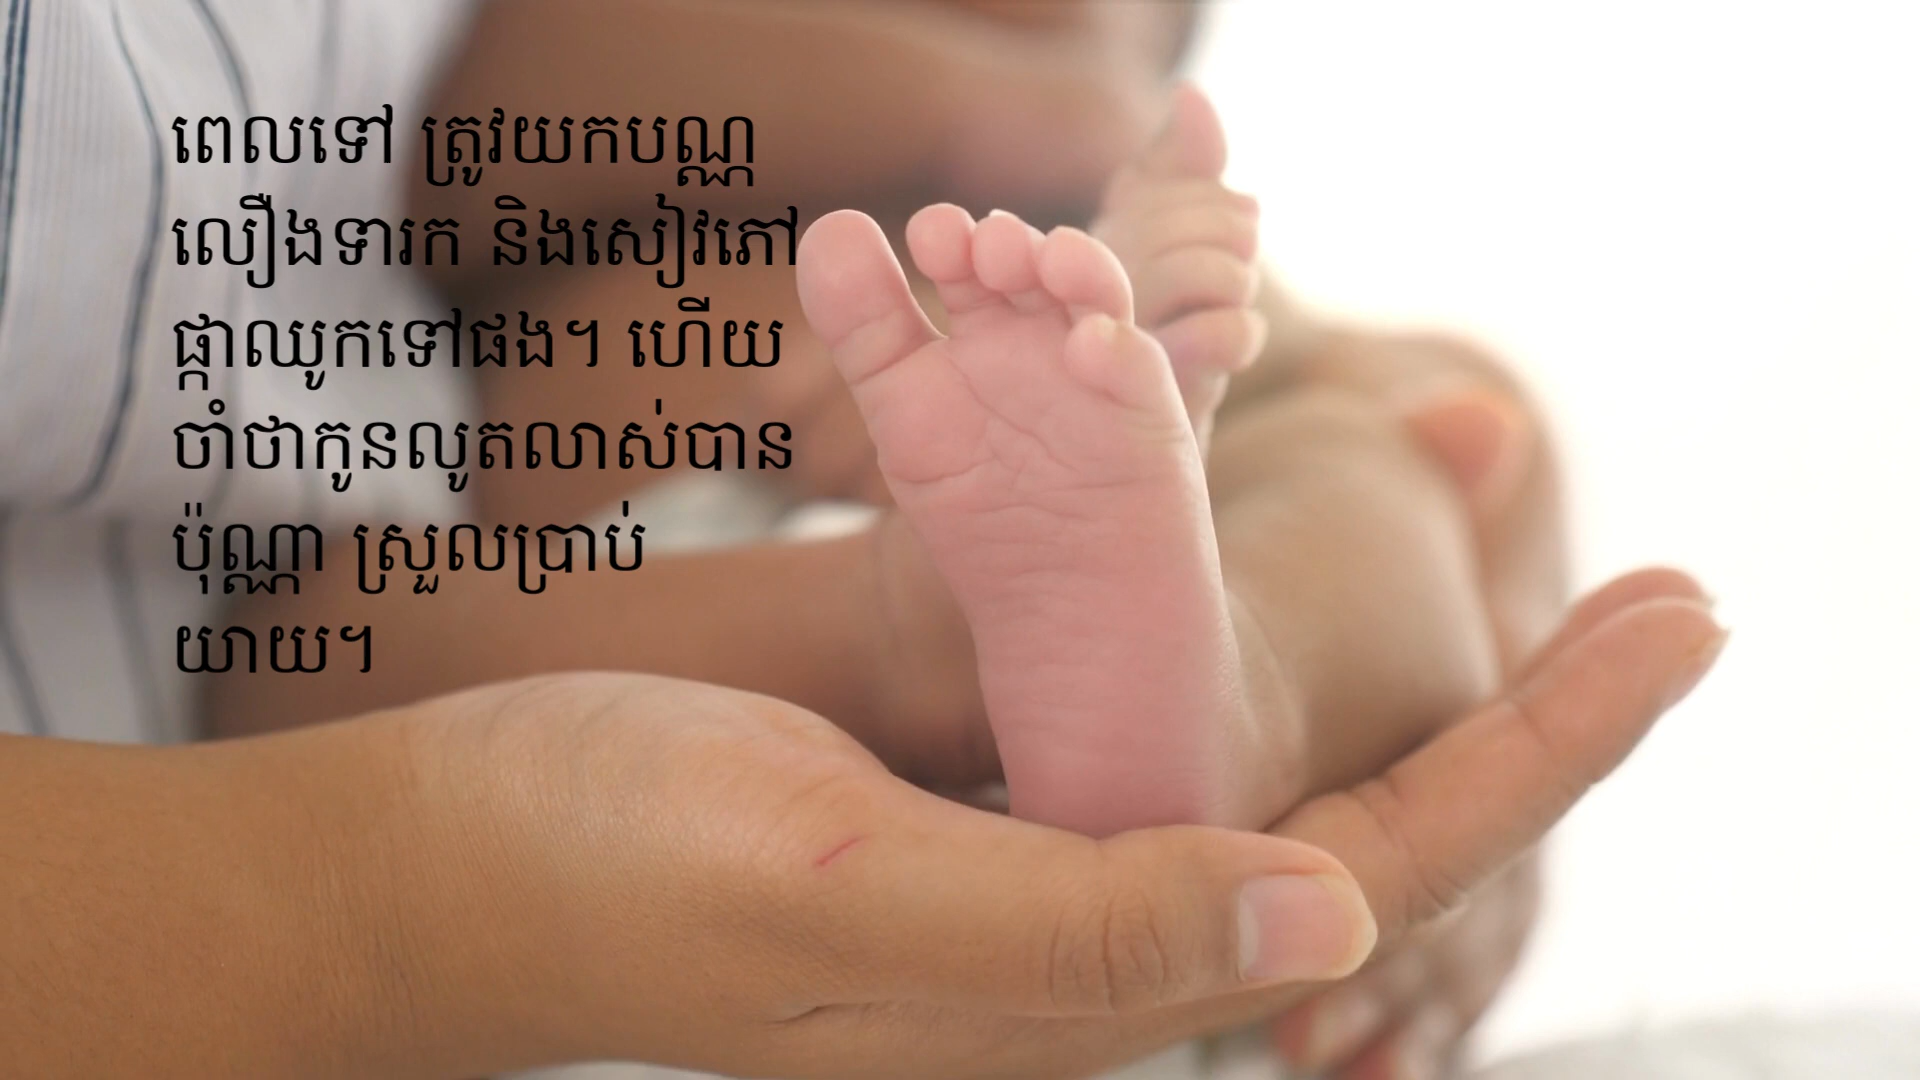 ពេលទៅ ត្រូវយកបណ្ណ
លឿងទារក និងសៀវភៅ
ផ្កាឈូកទៅផង។ ហើយ
ចាំថាកូនលូតលាស់បាន
ប៉ុណ្ណា ស្រួលប្រាប់
យាយ។